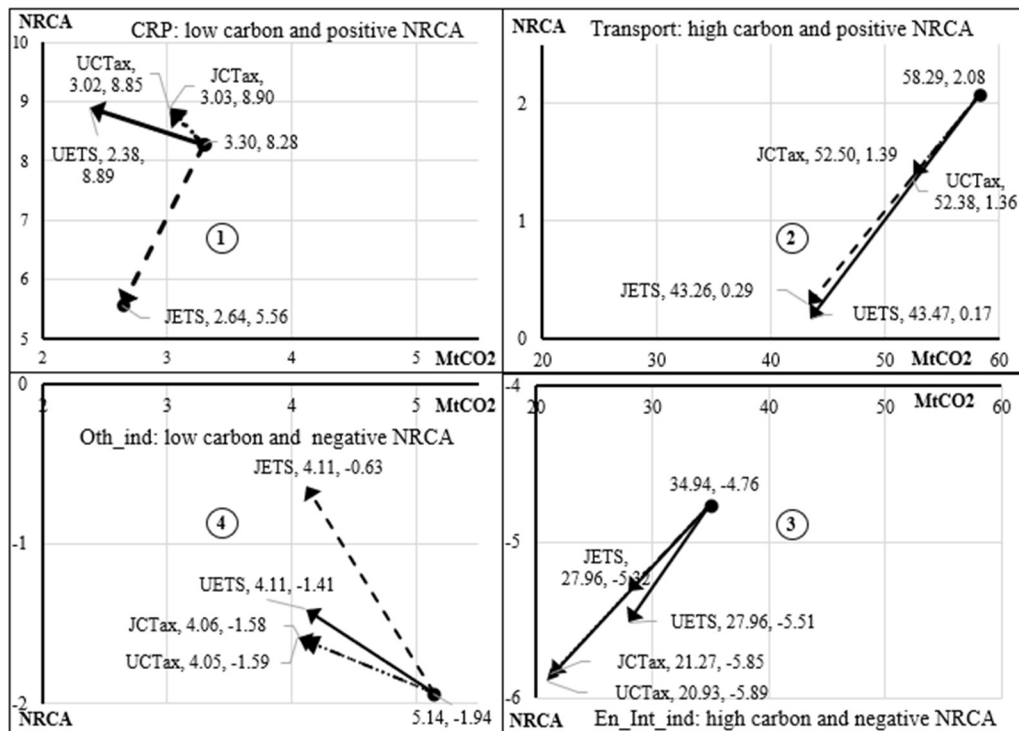 NRCA
CRP: low carbon and positive NRCA
10
UCTax,
3.02, 8.85
JCTax,
3.03, 8.90
9
3.30, 8.28
UETS, 2.38,
8.89
8
7
1
6
JETS, 2.64, 5.56
5
2
3
4
5
MtCO2
NRCA
Transport: high carbon and positive NRCA
58.29, 2.08
2
JCTax, 52.50, 1.39
UCTax,
52.38, 1.36
1
2
JETS, 43.26, 0.29
UETS, 43.47, 0.17
0
20
30
40
50
60
MtCO2
0
2
3
4
5
MtCO2
Oth_ind: low carbon and negative NRCA
JETS, 4.11, -0.63
4
-1
UETS, 4.11, -1.41
JCTax, 4.06, -1.58
UCTax, 4.05, -1.59
-2
NRCA
5.14, -1.94
-4
20
30
40
50
60
MtCO2
34.94, -4.76
3
-5
JETS,
27.96, -5.32
UETS, 27.96, -5.51
JCTax, 21.27, -5.85
UCTax, 20.93, -5.89
-6
NRCA
En_Int_ind: high carbon and negative NRCA